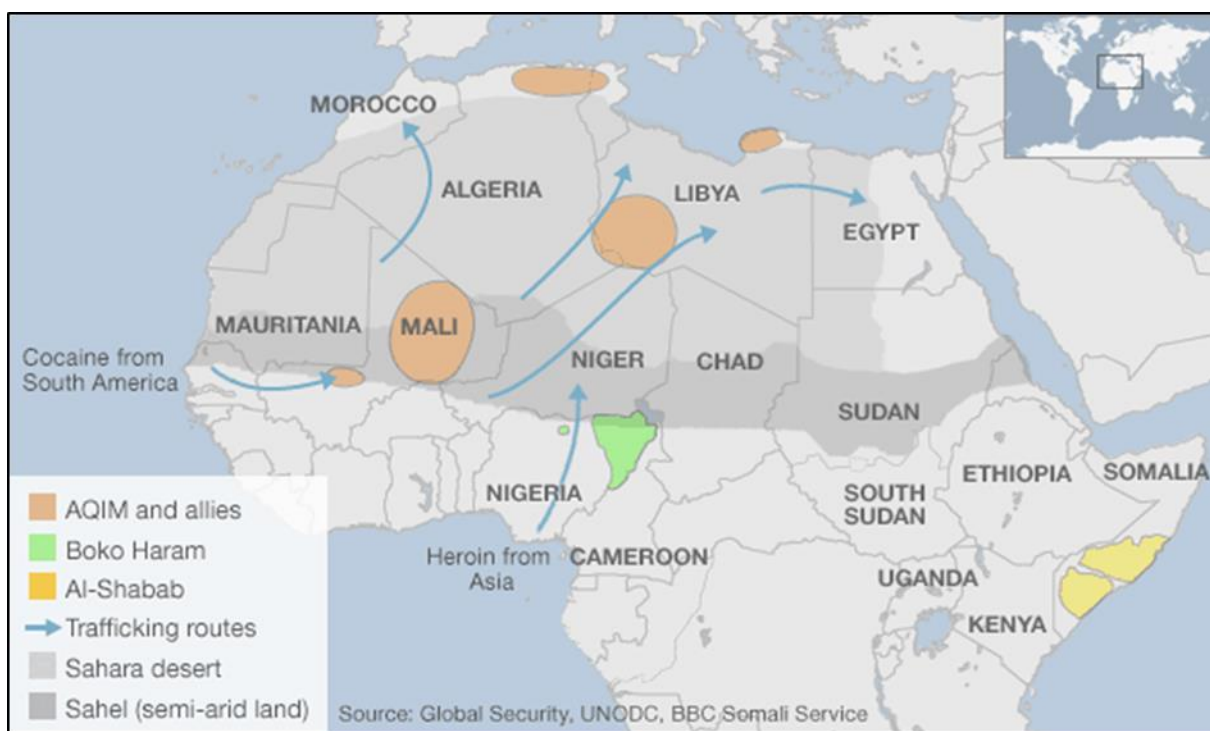 MOROCCO
ALGERIA
LIBYA
EGYPT
MAURITANIA
MALI
NIGER
CHAD
SUDAN
Cocaine from
South America
NIGERIA
ETHIOPIA
SOMALIA
SOUTH
SUDAN
Heroin from
Asia
CAMEROON
UGANDA
KENYA
AQIM and allies
Boko Haram
Al-Shabab
Trafficking routes
Sahara desert
Sahel (semi-arid land)
Source: Global Security, UNODC, BBC Somali Service